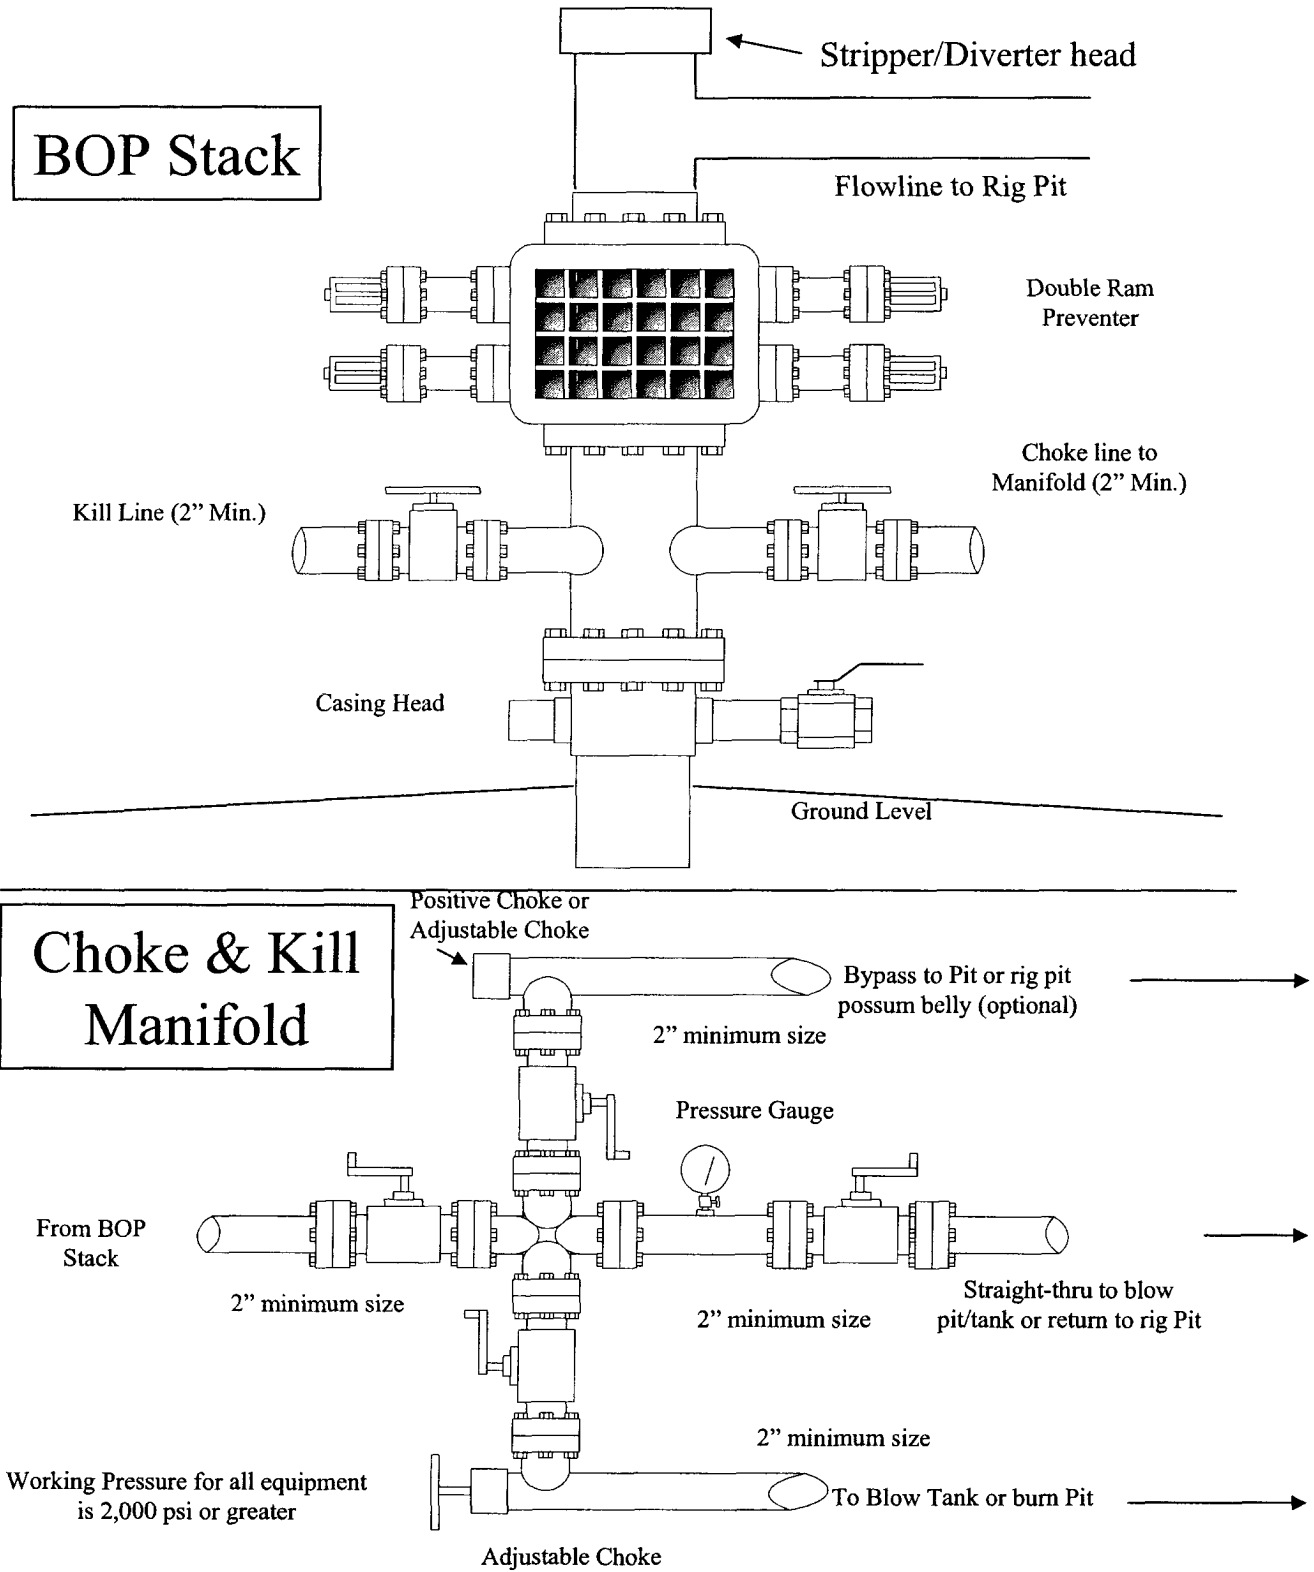 Stripper/Diverter head
BOP Stack
Flowline to Rig Pit
Double Ram
Preventer
Choke line to
Manifold (2” Min.)
Kill Line (2” Min.)
Casing Head
Ground Level
Positive Choke or
Adjustable Choke
Choke & Kill
Manifold
Bypass to Pit or rig pit
possum belly (optional)
2” minimum size
Pressure Gauge
From BOP
Stack
2” minimum size
2” minimum size
Straight-thru to blow
pit/tank or return to rig Pit
2” minimum size
Working Pressure for all equipment
is 2,000 psi or greater
To Blow Tank or burn Pit
Adjustable Choke